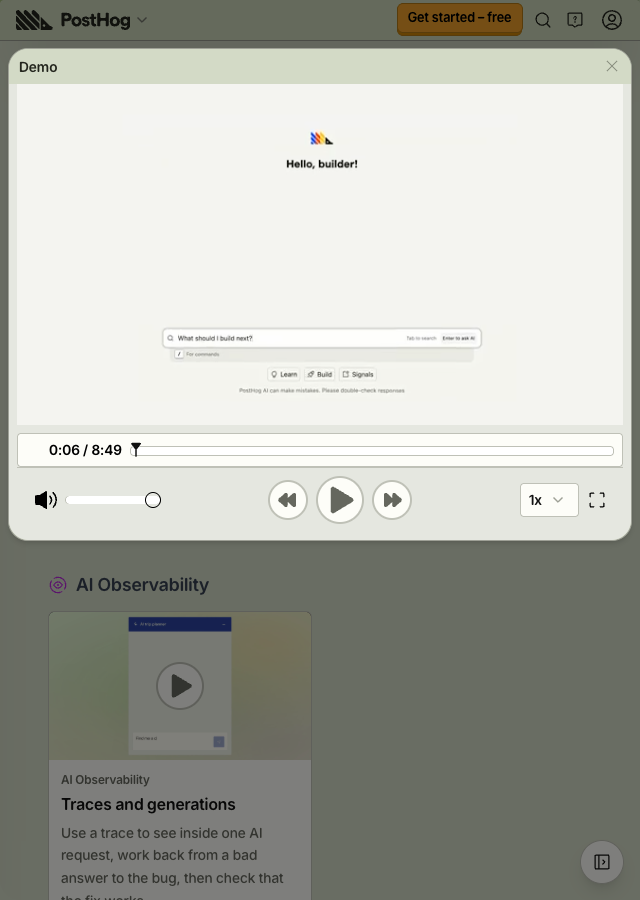 PostHog
Get started – free
Demo
Hello, builder!
What should I build next?
Tab to search
Enter to ask AI
/ For commands
Learn
Build
Signals
PostHog AI can make mistakes. Please double-check responses
0:06 / 8:49
1x
AI Observability
AI Observability
Traces and generations
Use a trace to see inside one AI
request, work back from a bad
answer to the bug, then check that
the fix works